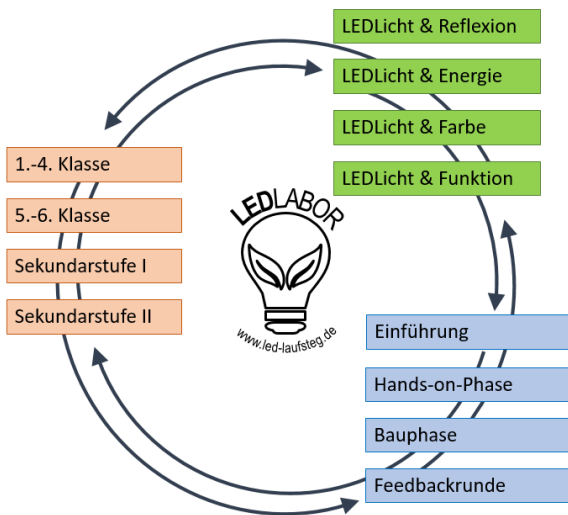 LEDLicht & Reflexion
LEDLicht & Energie
LEDLicht & Farbe
LEDLicht & Funktion
1.-4. Klasse
5.-6. Klasse
Sekundarstufe I
Sekundarstufe II
LEDLABOR
www.led-laufsteg.de
Einführung
Hands-on-Phase
Bauphase
Feedbackrunde